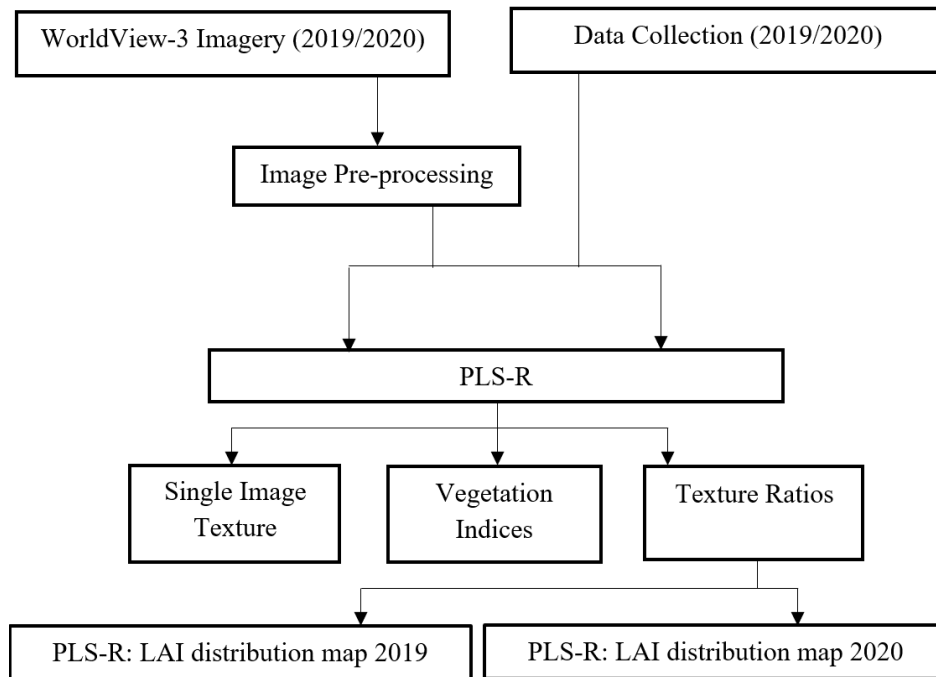 WorldView-3 Imagery (2019/2020)
Data Collection (2019/2020)
Image Pre-processing
PLS-R
Single Image
Texture
Vegetation
Indices
Texture Ratios
PLS-R: LAI distribution map 2019
PLS-R: LAI distribution map 2020